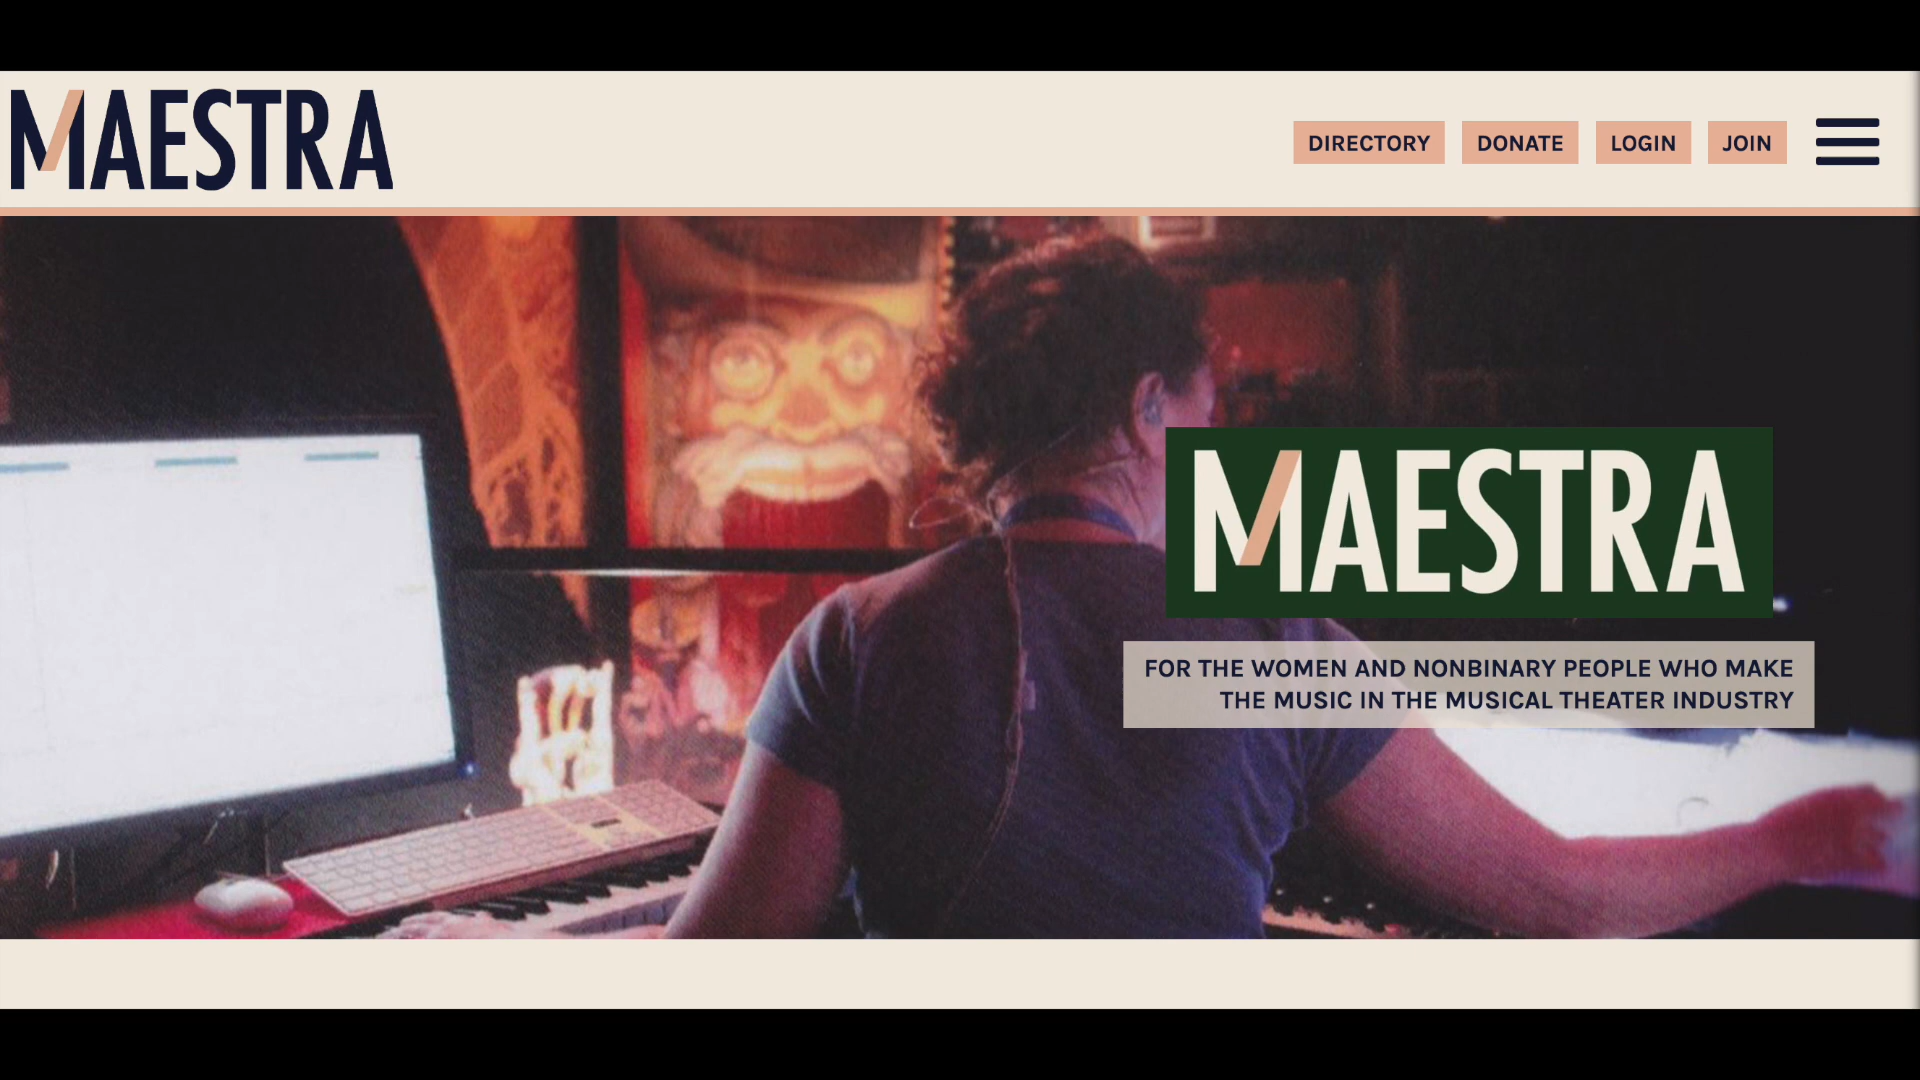 MAESTRA
DIRECTORY
DONATE
LOGIN
JOIN
MAESTRA
FOR THE WOMEN AND NONBINARY PEOPLE WHO MAKE
THE MUSIC IN THE MUSICAL THEATER INDUSTRY